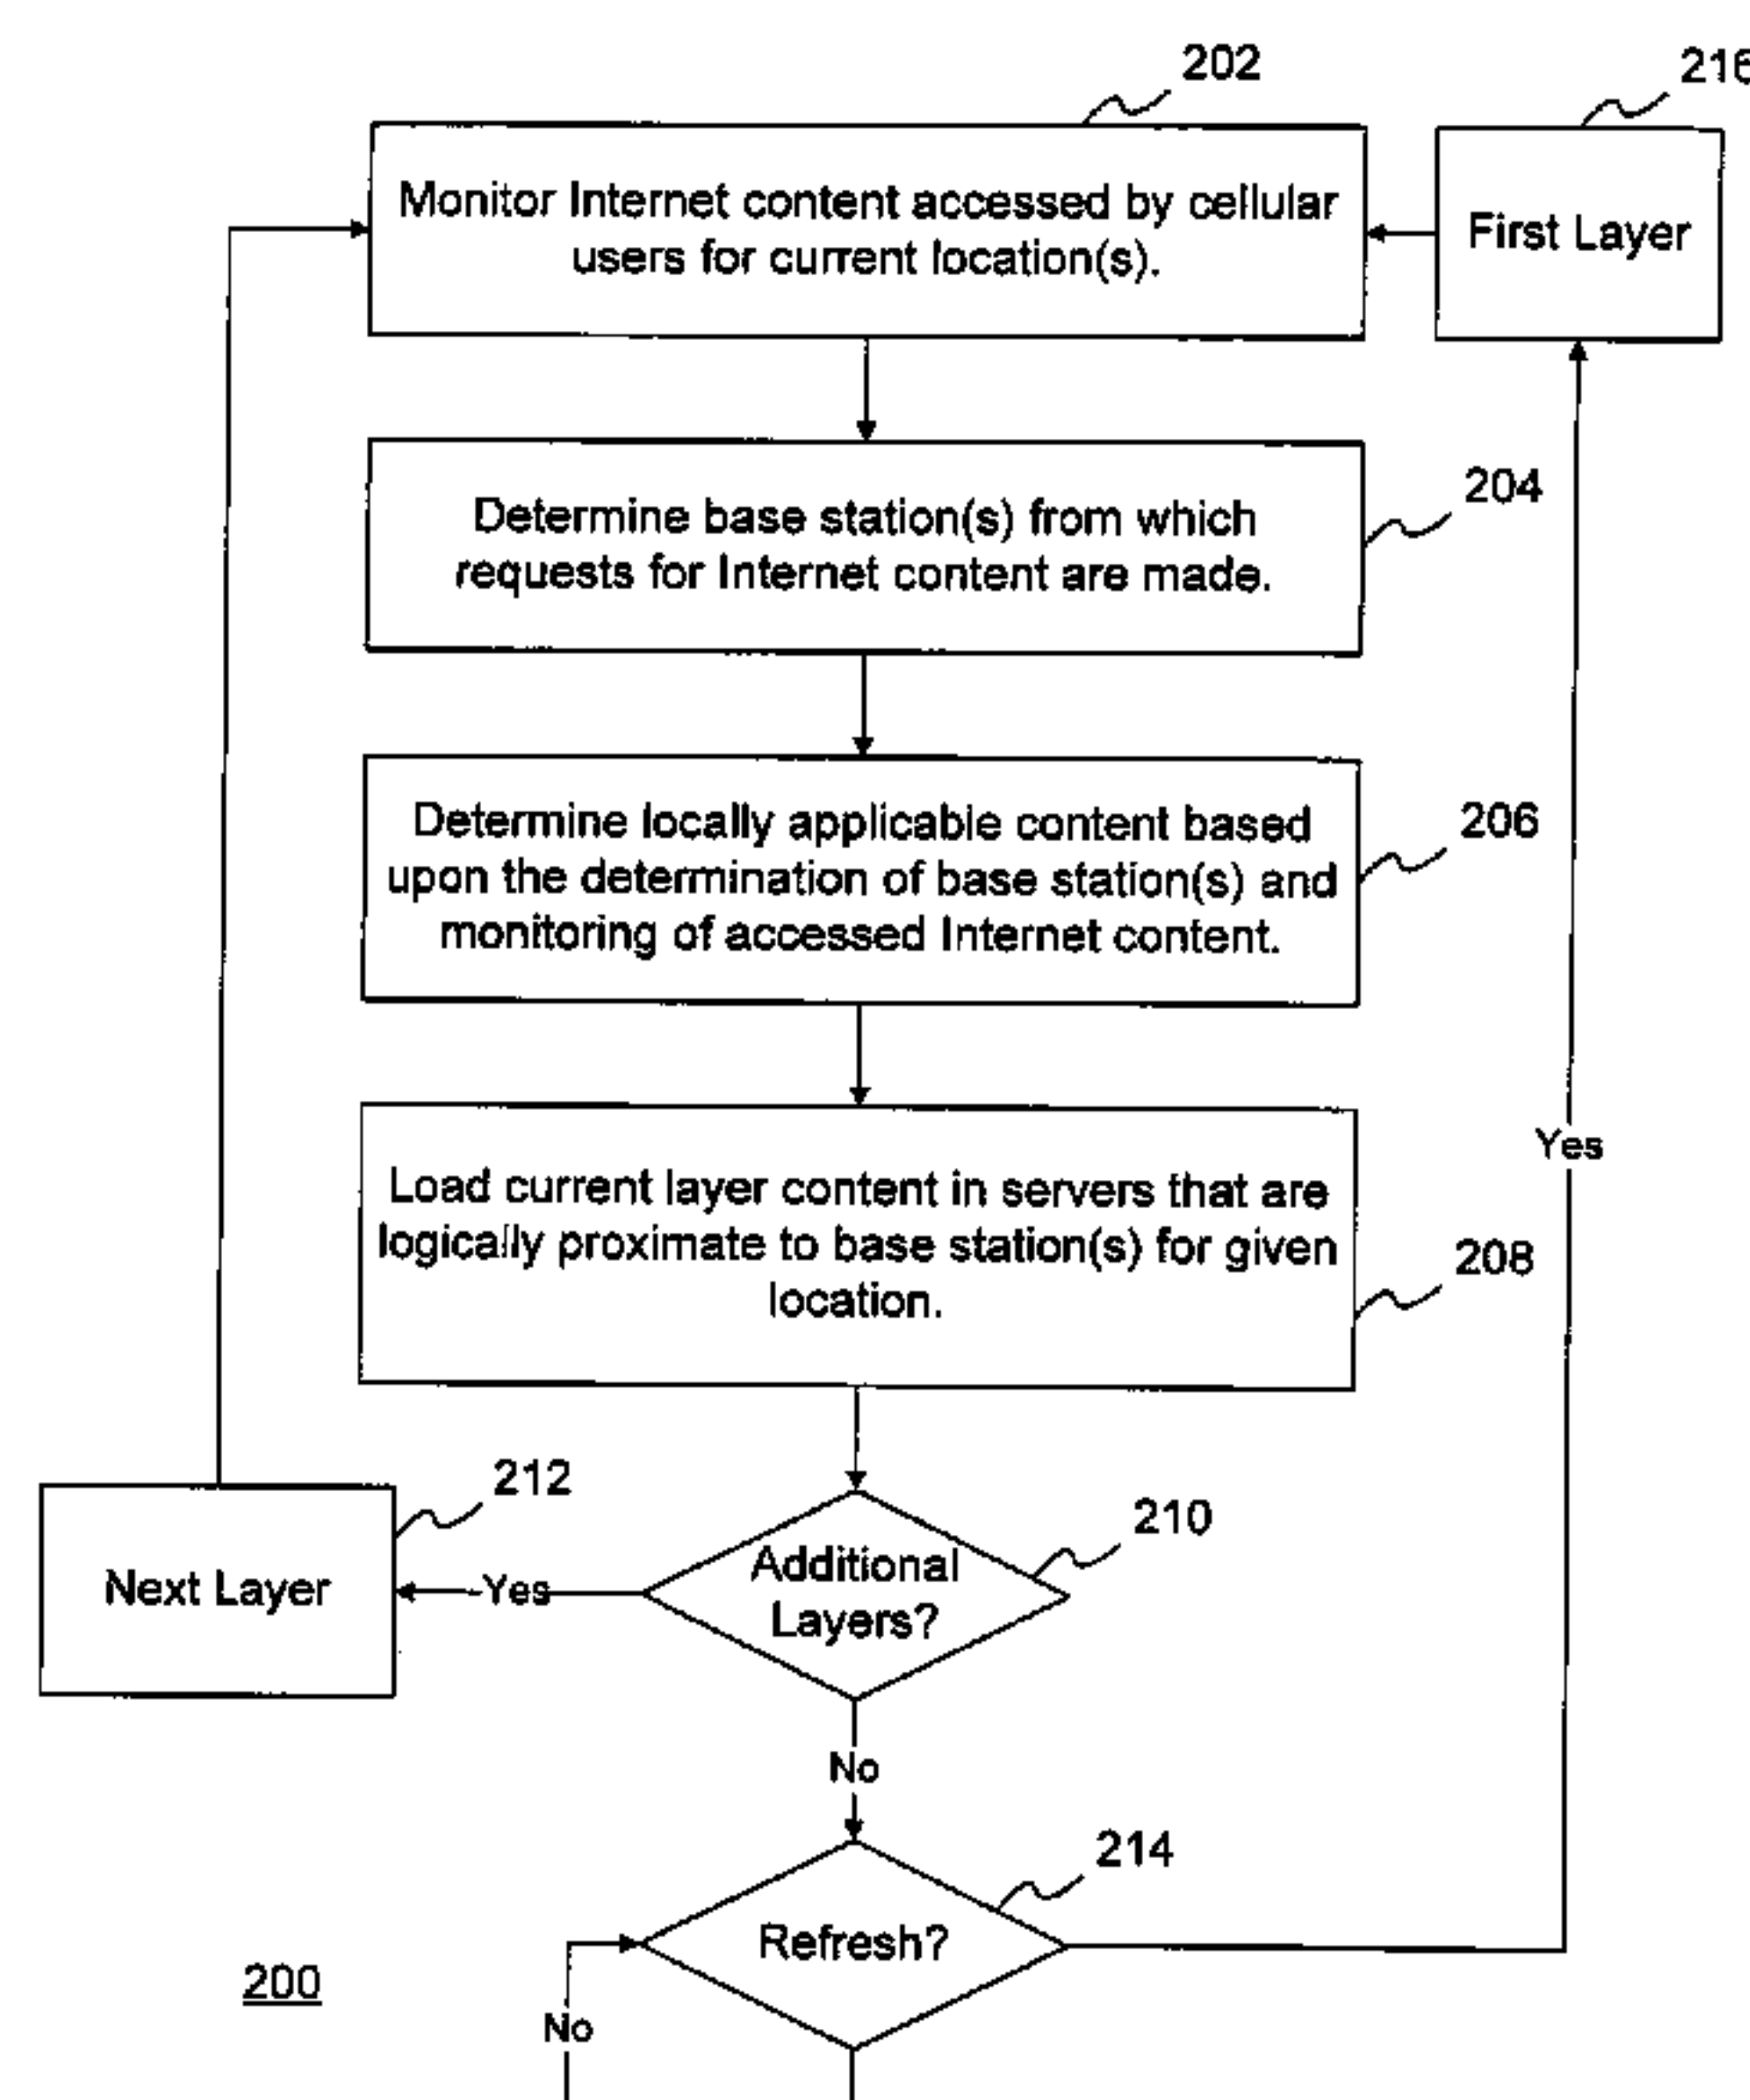 202
216
Monitor Internet content accessed by cellular
users for current location(s).
First Layer
204
Determine base station(s) from which
requests for Internet content are made.
206
Determine locally applicable content based
upon the determination of base station(s) and
monitoring of accessed Internet content.
Yes
208
Load current layer content in servers that are
logically proximate to base station(s) for given
location.
212
210
Next Layer
Yes
Additional
Layers?
No
214
Refresh?
200
No